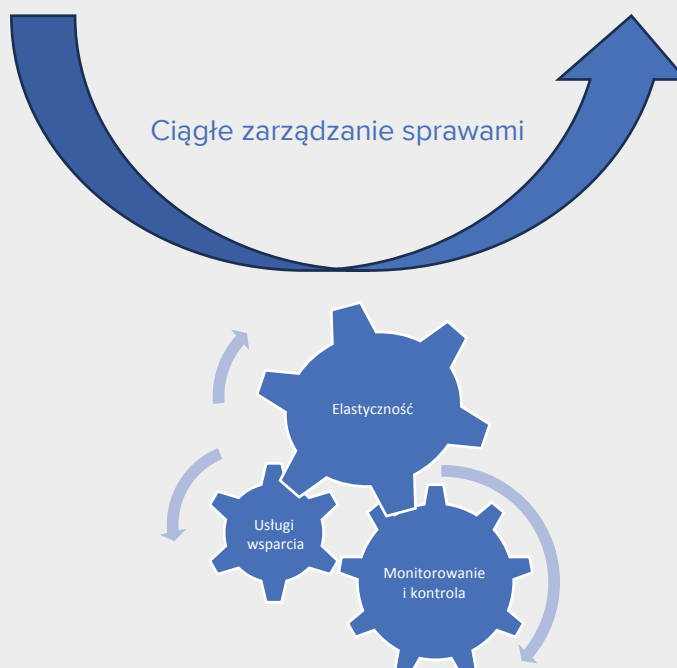 Ciągłe zarządzanie sprawami
Elastyczność
Usługi
wsparcia
Monitorowanie
i kontrola